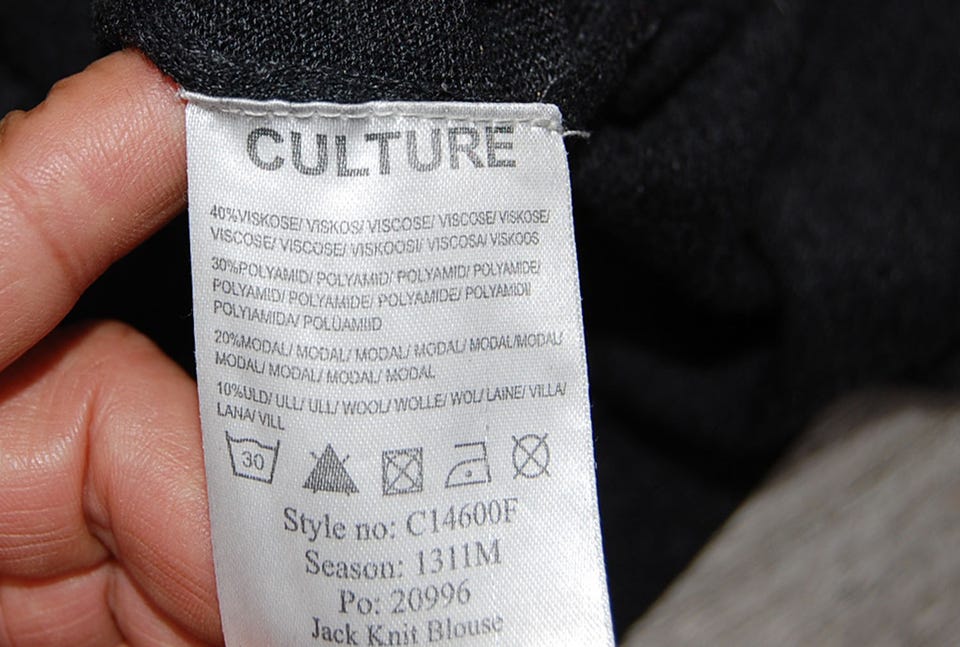 CULTURE
40%VISKOSE/ VISKOS/ VISCOSE/ VISCOSE/ VISKOSE/
VISCOSE/ VISCOSE/ VISKOOSI/ VISCOSA/ VISKOOS
30%POLYAMID/ POLYAMID/ POLYAMID/ POLYAMIDE/
POLYAMID/ POLYAMIDE/ POLYAMIDE/ POLYAMIDI/
POLYIAMIDA/ POLÜAMIID
20%MODAL/ MODAL/ MODAL/ MODAL/ MODAL/MODAL/
MODAL/ MODAL/ MODAL/ MODAL
10%ULD/ ULL/ ULL/ WOOL/ WOLLE/ WOL/ LAINE/ VILLA/
LANA/ VILL
30
Style no: C14600F
Season: 1311M
Po: 20996
Jack Knit Blouse